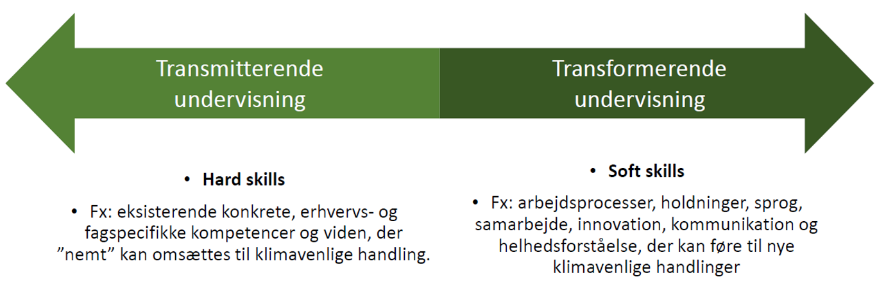 Transmitterende
undervisning
Transformerende
undervisning
• Hard skills
• Fx: eksisterende konkrete, erhvervs- og
fagspecifikke kompetencer og viden, der
”nemt” kan omsættes til klimavenlige handling.
• Soft skills
• Fx: arbejdsprocesser, holdninger, sprog,
samarbejde, innovation, kommunikation og
helhedsforståelse, der kan føre til nye
klimavenlige handlinger